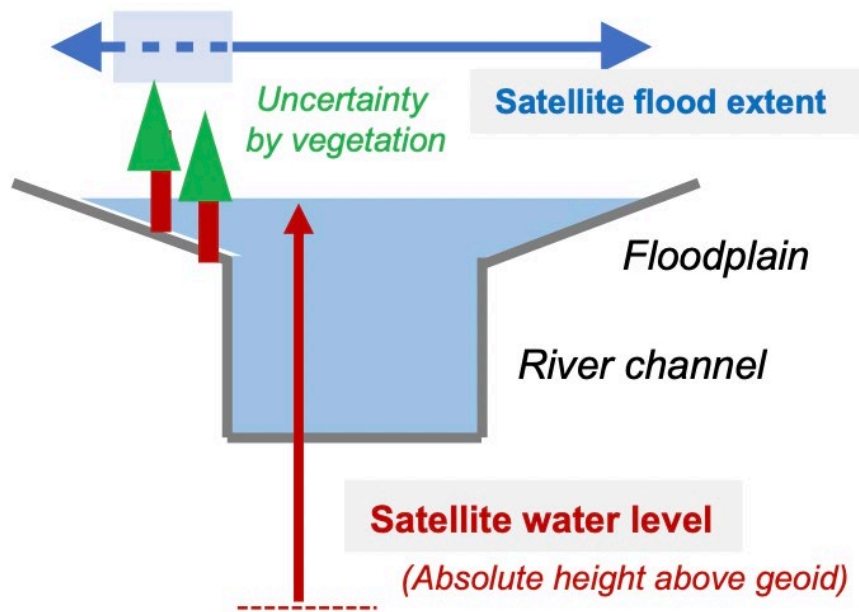 Uncertainty
by vegetation
Satellite flood extent
Floodplain
River channel
Satellite water level
(Absolute height above geoid)